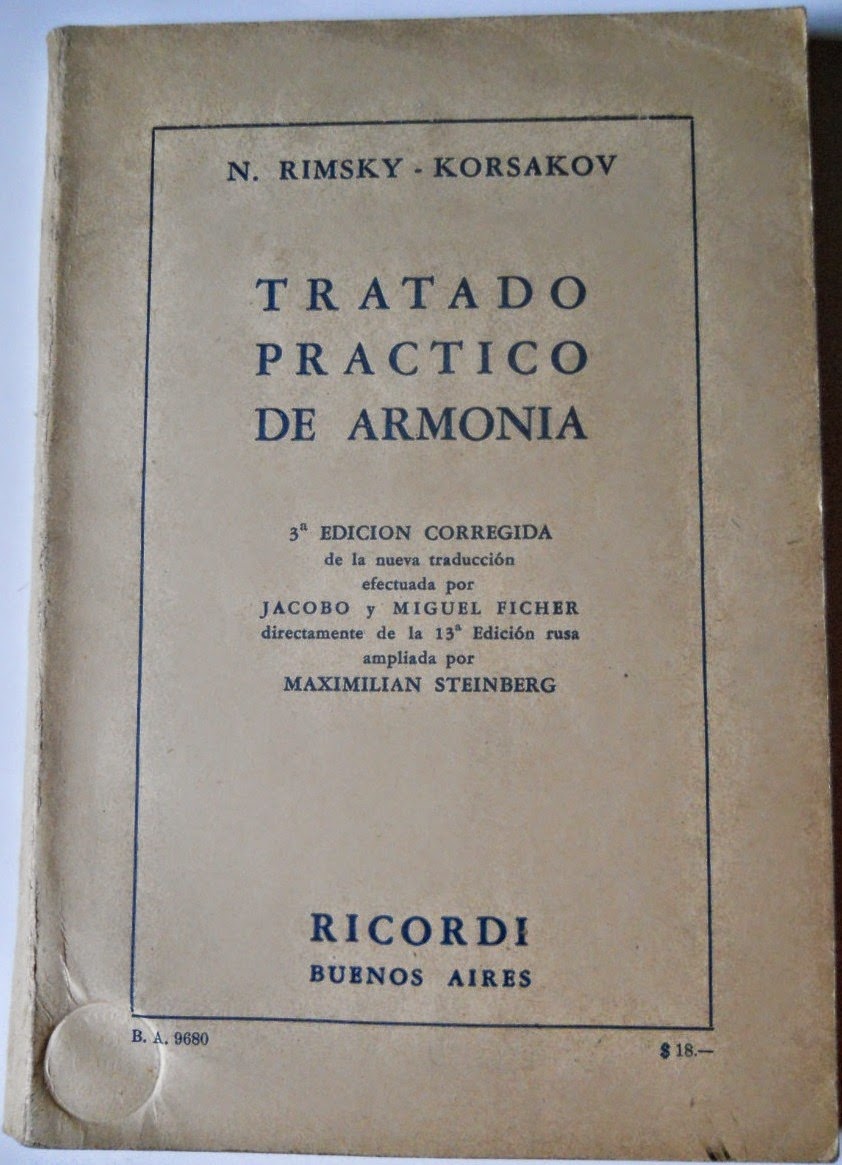 N. RIMSKY - KORSAKOV
TRATADO
PRACTICO
DE ARMONIA
3ª EDICION CORREGIDA
de la nueva traducción
efectuada por
JACOBO y MIGUEL FICHER
directamente de la 13ª Edición rusa
ampliada por
MAXIMILIAN STEINBERG
RICORDI
BUENOS AIRES
B. A. 9680
$ 18.—